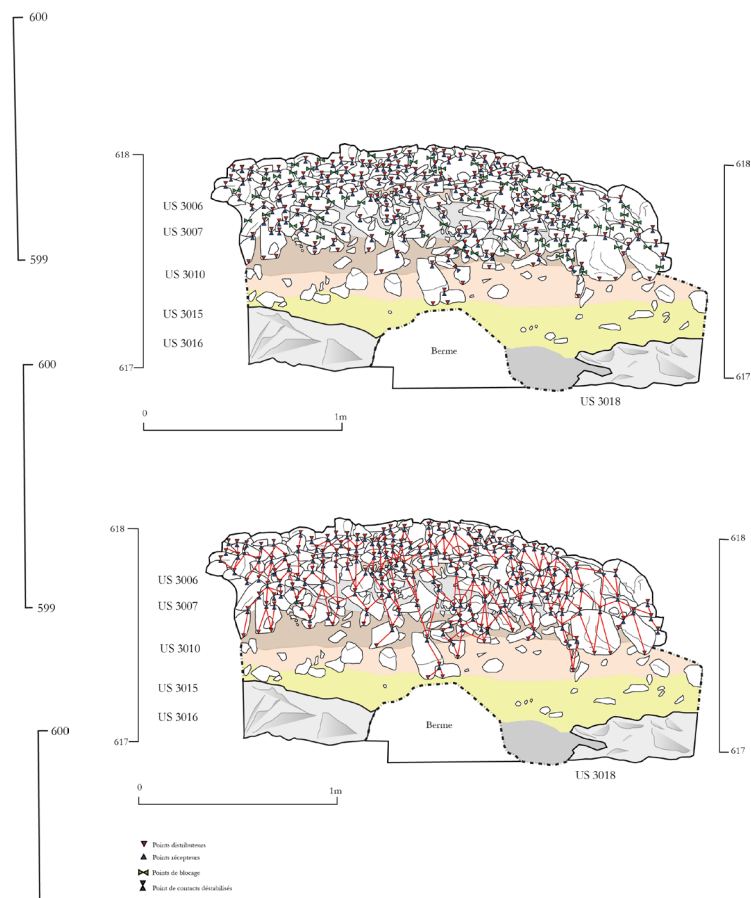 600
618
618
US 3006
US 3007
599
US 3010
US 3015
US 3016
Berme
600
617
617
US 3018
0
1m
618
618
US 3006
US 3007
599
US 3010
US 3015
US 3016
Berme
600
617
617
US 3018
0
1m
Points distributeurs
Points récepteurs
Points de blocage
Point de contacts déstabilisés